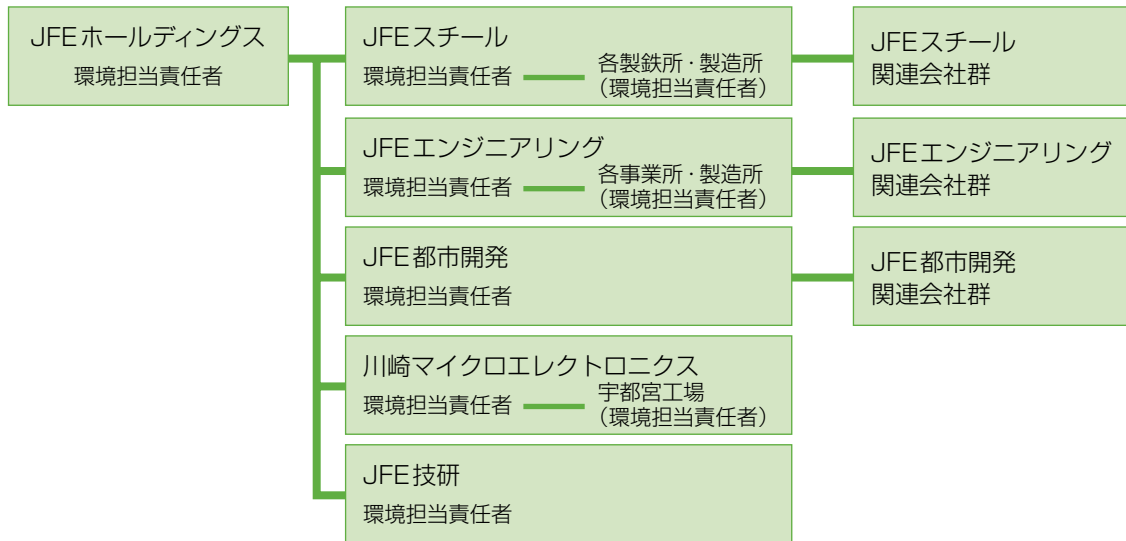 JFEホールディングス
環境担当責任者
JFEスチール
環境担当責任者
各製鉄所・製造所
（環境担当責任者）
JFEスチール
関連会社群
JFEエンジニアリング
環境担当責任者
各事業所・製造所
（環境担当責任者）
JFEエンジニアリング
関連会社群
JFE都市開発
環境担当責任者
JFE都市開発
関連会社群
川崎マイクロエレクトロニクス
環境担当責任者
宇都宮工場
（環境担当責任者）
JFE技研
環境担当責任者